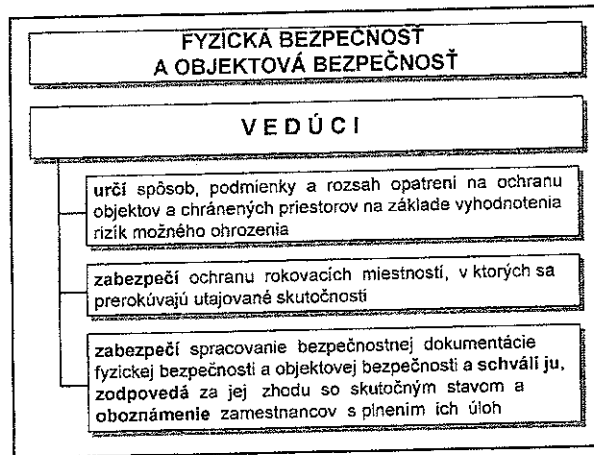 FYZICKÁ BEZPEČNOSŤ
A OBJEKTOVÁ BEZPEČNOSŤ
VEDÚCI
určí spôsob, podmienky a rozsah opatrení na ochranu
objektov a chránených priestorov na základe vyhodnotenia
rizík možného ohrozenia
zabezpečí ochranu rokovacích miestností, v ktorých sa
prerokúvajú utajované skutočnosti
zabezpečí spracovanie bezpečnostnej dokumentácie
fyzickej bezpečnosti a objektovej bezpečnosti a schváli ju,
zodpovedá za jej zhodu so skutočným stavom a
oboznámenie zamestnancov s plnením ich úloh